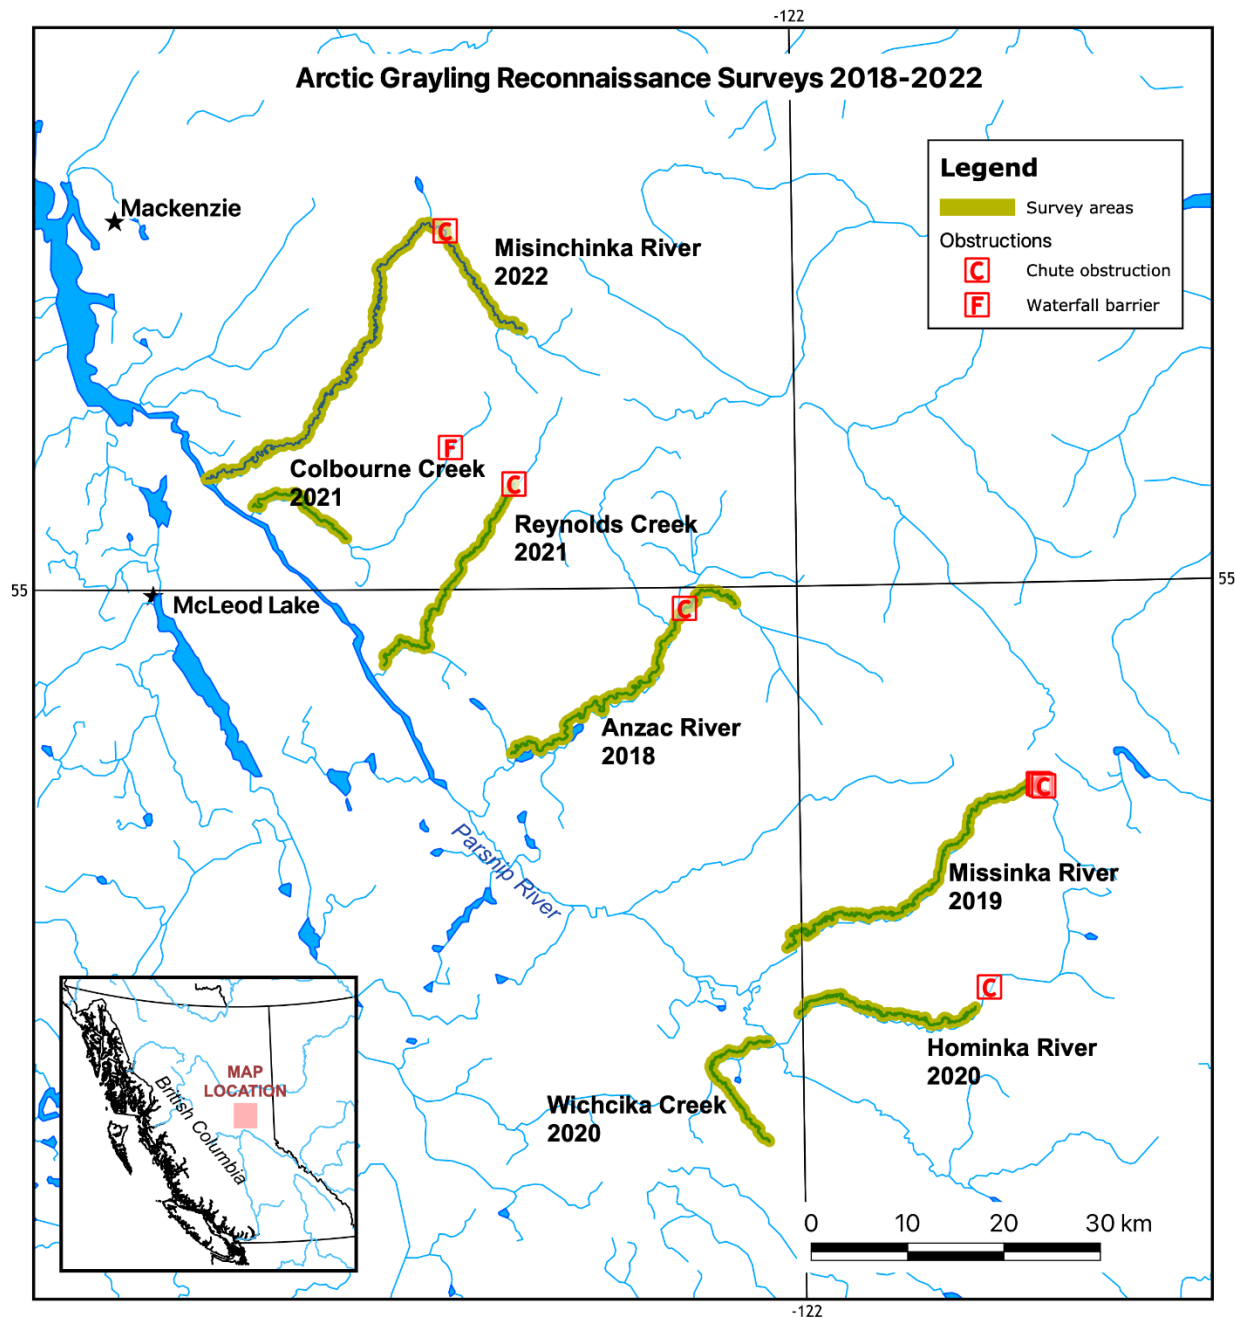 -122
Arctic Grayling Reconnaissance Surveys 2018-2022
Legend
Survey areas
Obstructions
C Chute obstruction
F Waterfall barrier
Mackenzie
C
Misinchinka River
2022
F
Colbourne Creek
2021
C
Reynolds Creek
2021
55
55
McLeod Lake
C
Anzac River
2018
C
Parsnip River
Missinka River
2019
C
Hominka River
2020
Wichcika Creek
2020
MAP
LOCATION
British Columbia
0 10 20 30 km
-122